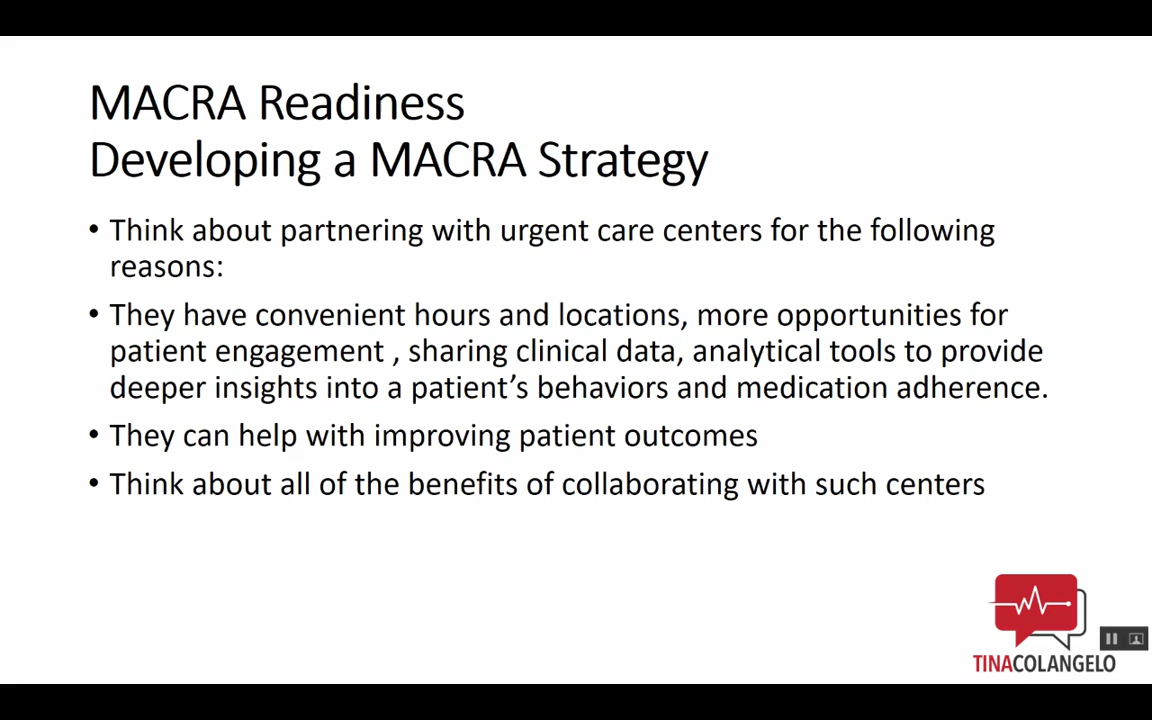 MACRA Readiness
Developing a MACRA Strategy
• Think about partnering with urgent care centers for the following
reasons:
• They have convenient hours and locations, more opportunities for
patient engagement , sharing clinical data, analytical tools to provide
deeper insights into a patient’s behaviors and medication adherence.
• They can help with improving patient outcomes
• Think about all of the benefits of collaborating with such centers
TINACOLANGELO